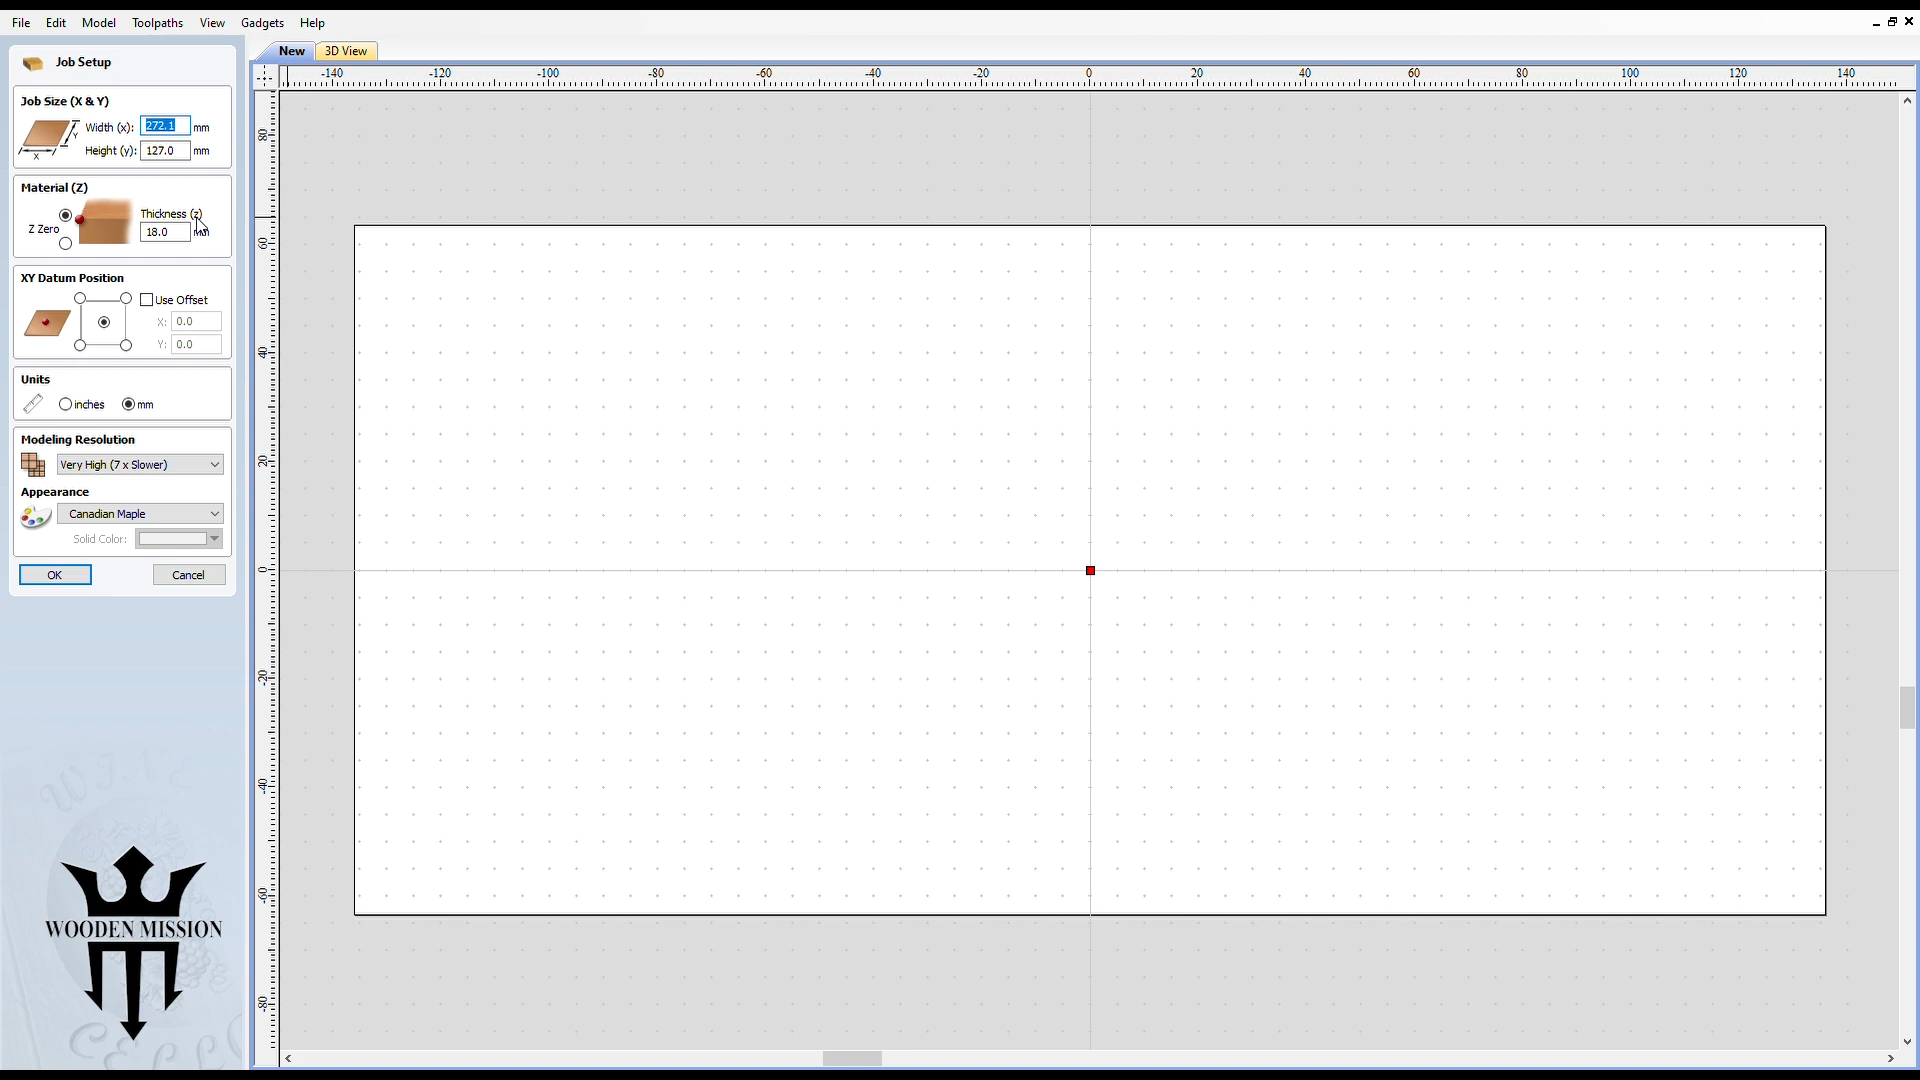 File Edit Model Toolpaths View Gadgets Help
New 3D View
Job Setup
-140 -120 -100 -80 -60 -40 -20 0 20 40 60 80 100 120 140
Job Size (X & Y)
Width (x): 272.1 mm
Y
Height (y): 127.0 mm
X
Material (Z)
Thickness (z)
Z Zero
18.0 mm
XY Datum Position
Use Offset
X: 0.0
Y: 0.0
Units
inches mm
Modeling Resolution
Very High (7 x Slower)
Appearance
Canadian Maple
Solid Color:
OK Cancel
80
60
40
20
0
-20
-40
-60
-80
WOODEN MISSION